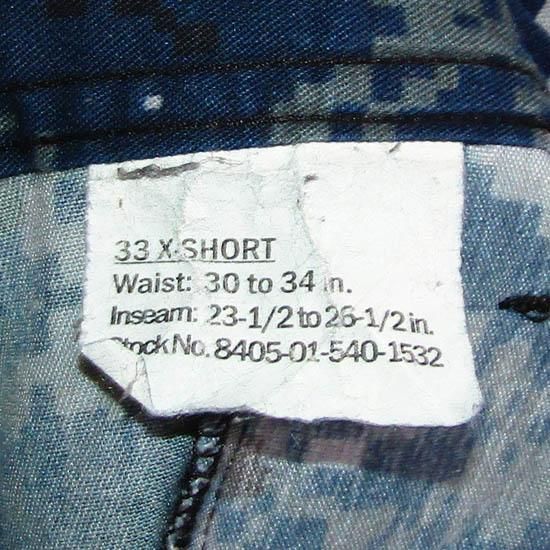 33 X-SHORT
Waist: 30 to 34 in.
Inseam: 23-1/2 to 26-1/2 in.
Stock No. 8405-01-540-1532